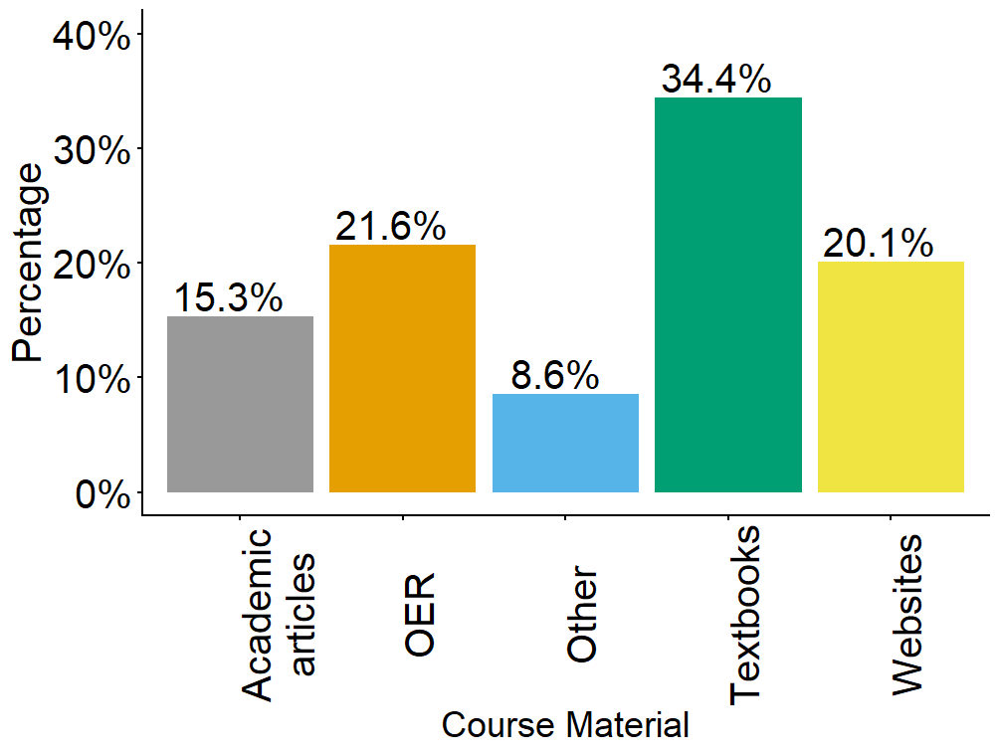 40%
30%
20%
10%
0%
Percentage
15.3%
21.6%
8.6%
34.4%
20.1%
Academic
articles
OER
Other
Textbooks
Websites
Course Material